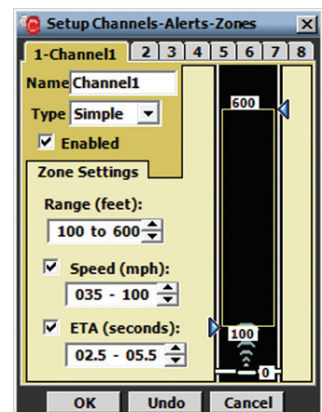 Setup Channels-Alerts-Zones
1-Channel1 2 3 4 5 6 7 8
Name Channel1
Type Simple
Enabled
Zone Settings
Range (feet):
100 to 600
Speed (mph):
035 - 100
ETA (seconds):
02.5 - 05.5
600
100
0
OK Undo Cancel